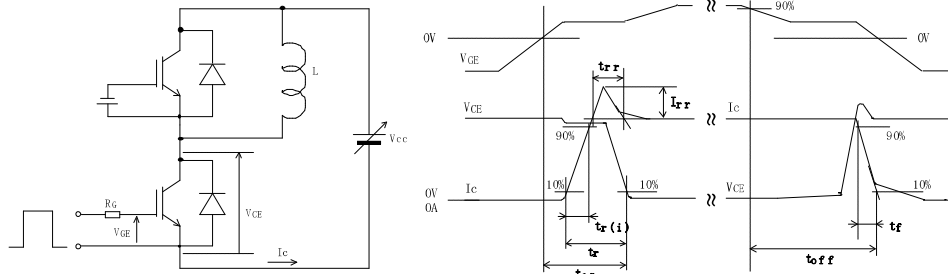 L
Vcc
RG
VGE
VCE
Ic
0V
VGE
trr
Irr
VCE
90%
Ic
10%
10%
0V
0A
tr(i)
tr
90%
0V
Ic
90%
VCE
10%
tf
toff